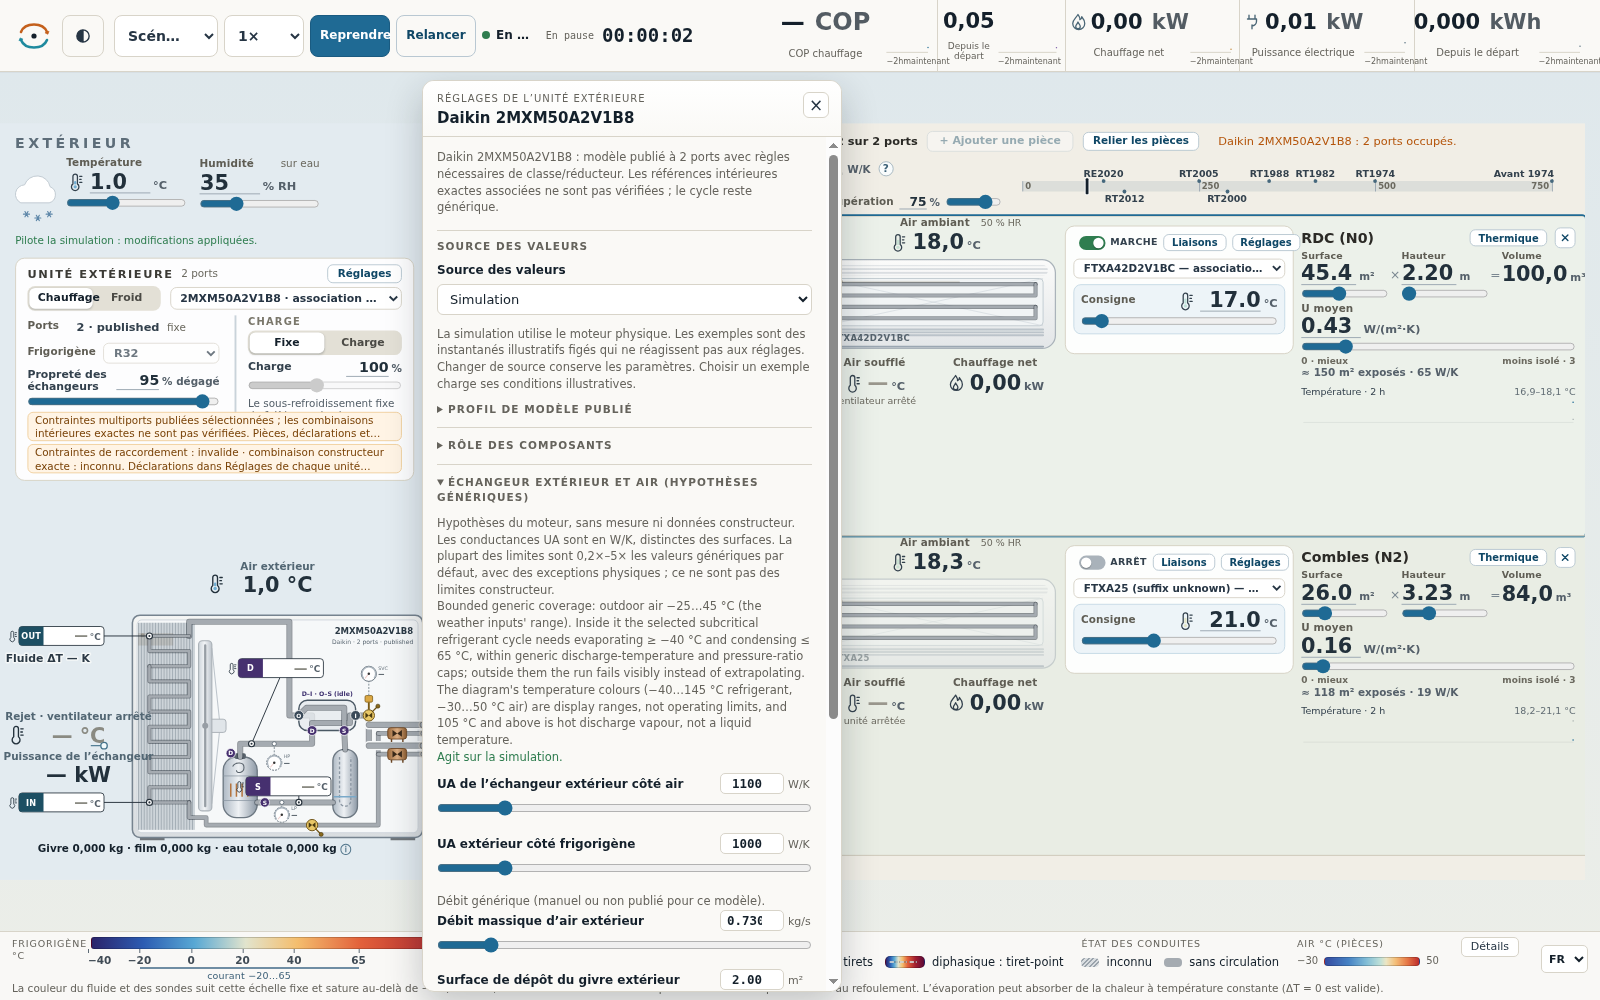 Scén...
1×
Reprendre
Relancer
En ...
En pause
00:00:02
— COP
COP chauffage
−2h maintenant
0,05
Depuis le départ
−2h maintenant
0,00 kW
Chauffage net
−2h maintenant
0,01 kW
Puissance électrique
−2h maintenant
0,000 kWh
Depuis le départ
−2h maintenant
EXTÉRIEUR
Température
1.0 °C
Humidité
sur eau
35 % RH
Pilote la simulation : modifications appliquées.
UNITÉ EXTÉRIEURE 2 ports
Réglages
Chauffage Froid
2MXM50A2V1B8 · association ...
Ports 2 · published fixe
Frigorigène R32
Propreté des échangeurs 95 % dégagé
CHARGE
Fixe Charge
Charge 100 %
Le sous-refroidissement fixe
Contraintes multiports publiées sélectionnées ; les combinaisons
intérieures exactes ne sont pas vérifiées. Pièces, déclarations et...
Contraintes de raccordement : invalide · combinaison constructeur
exacte : inconnu. Déclarations dans Réglages de chaque unité...
Air extérieur
1,0 °C
2MXM50A2V1B8
Daikin · 2 ports · published
OUT — °C
Fluide ΔT — K
D — °C
SVC
—
D-I · O-S (idle)
D
I
D
S
Rejet · ventilateur arrêté
— °C
Puissance de l’échangeur
— kW
HP
—
S — °C
S
LP
—
IN — °C
Givre 0,000 kg · film 0,000 kg · eau totale 0,000 kg
RÉGLAGES DE L’UNITÉ EXTÉRIEURE
Daikin 2MXM50A2V1B8
×
Daikin 2MXM50A2V1B8 : modèle publié à 2 ports avec règles
nécessaires de classe/réducteur. Les références intérieures
exactes associées ne sont pas vérifiées ; le cycle reste
générique.
SOURCE DES VALEURS
Source des valeurs
Simulation
La simulation utilise le moteur physique. Les exemples sont des
instantanés illustratifs figés qui ne réagissent pas aux réglages.
Changer de source conserve les paramètres. Choisir un exemple
charge ses conditions illustratives.
PROFIL DE MODÈLE PUBLIÉ
RÔLE DES COMPOSANTS
ÉCHANGEUR EXTÉRIEUR ET AIR (HYPOTHÈSES
GÉNÉRIQUES)
Hypothèses du moteur, sans mesure ni données constructeur.
Les conductances UA sont en W/K, distinctes des surfaces. La
plupart des limites sont 0,2×–5× les valeurs génériques par
défaut, avec des exceptions physiques ; ce ne sont pas des
limites constructeur.
Bounded generic coverage: outdoor air −25…45 °C (the
weather inputs' range). Inside it the selected subcritical
refrigerant cycle needs evaporating ≥ −40 °C and condensing ≤
65 °C, within generic discharge-temperature and pressure-ratio
caps; outside them the run fails visibly instead of extrapolating.
The diagram's temperature colours (−40…145 °C refrigerant,
−30…50 °C air) are display ranges, not operating limits, and
105 °C and above is hot discharge vapour, not a liquid
temperature.
Agit sur la simulation.
UA de l’échangeur extérieur côté air 1100 W/K
UA extérieur côté frigorigène 1000 W/K
Débit générique (manuel ou non publié pour ce modèle).
Débit massique d’air extérieur 0.730 kg/s
Surface de dépôt du givre extérieur 2.00 m²
sur 2 ports
+ Ajouter une pièce
Relier les pièces
Daikin 2MXM50A2V1B8 : 2 ports occupés.
W/K ?
pération 75 %
RE2020 RT2005 RT1988 RT1982 RT1974 Avant 1974
0 250 500 750
RT2012 RT2000
Air ambiant 50 % HR
18,0 °C
XA42D2V1BC
Air soufflé
— °C
entilateur arrêté
Chauffage net
0,00 kW
MARCHE Liaisons Réglages
FTXA42D2V1BC — associatio...
Consigne 17.0 °C
RDC (N0) Thermique ×
Surface Hauteur Volume
45.4 m² × 2.20 m = 100,0 m³
U moyen
0.43 W/(m²·K)
0 · mieux moins isolé · 3
≈ 150 m² exposés · 65 W/K
Température · 2 h 16,9–18,1 °C
Air ambiant 50 % HR
18,3 °C
XA25
Air soufflé
— °C
unité arrêtée
Chauffage net
0,00 kW
ARRÊT Liaisons Réglages
FTXA25 (suffix unknown) — ...
Consigne 21.0 °C
Combles (N2) Thermique ×
Surface Hauteur Volume
26.0 m² × 3.23 m = 84,0 m³
U moyen
0.16 W/(m²·K)
0 · mieux moins isolé · 3
≈ 118 m² exposés · 19 W/K
Température · 2 h 18,2–21,1 °C
FRIGORIGÈNE
°C
−40 −20 0 20 40 65
courant −20…65
tirets
diphasique : tiret-point
ÉTAT DES CONDUITES
inconnu sans circulation
AIR °C (PIÈCES)
−30 50
Détails
FR
La couleur du fluide et des sondes suit cette échelle fixe et sature au-delà de
au refoulement. L’évaporation peut absorber de la chaleur à température constante (ΔT = 0 est valide).